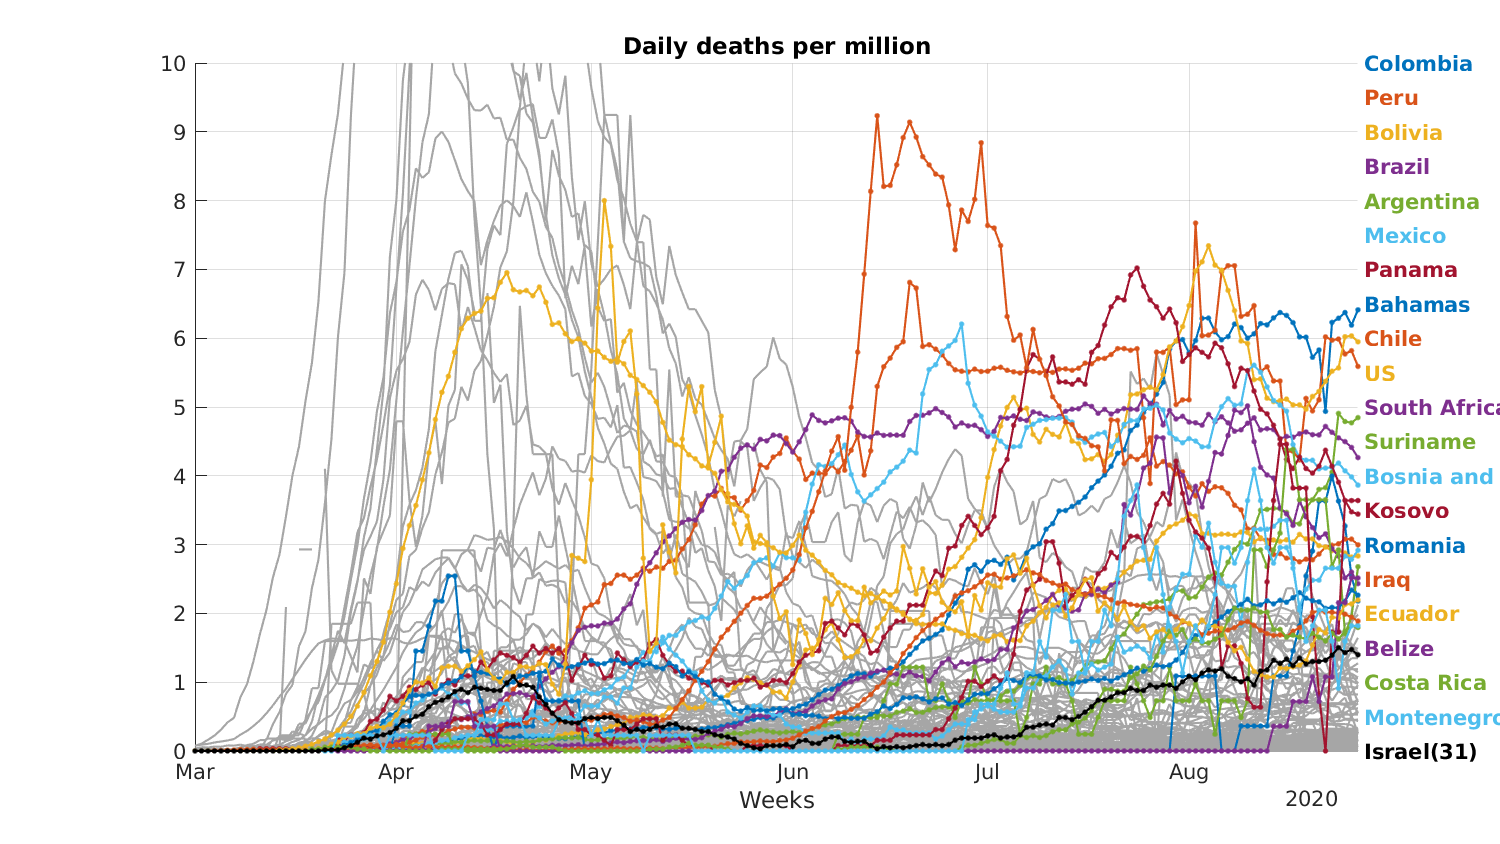 Daily deaths per million
10
9
8
7
6
5
4
3
2
1
0
Mar
Apr
May
Jun
Jul
Aug
Weeks
2020
Colombia
Peru
Bolivia
Brazil
Argentina
Mexico
Panama
Bahamas
Chile
US
South Africa
Suriname
Bosnia and
Kosovo
Romania
Iraq
Ecuador
Belize
Costa Rica
Montenegro
Israel(31)